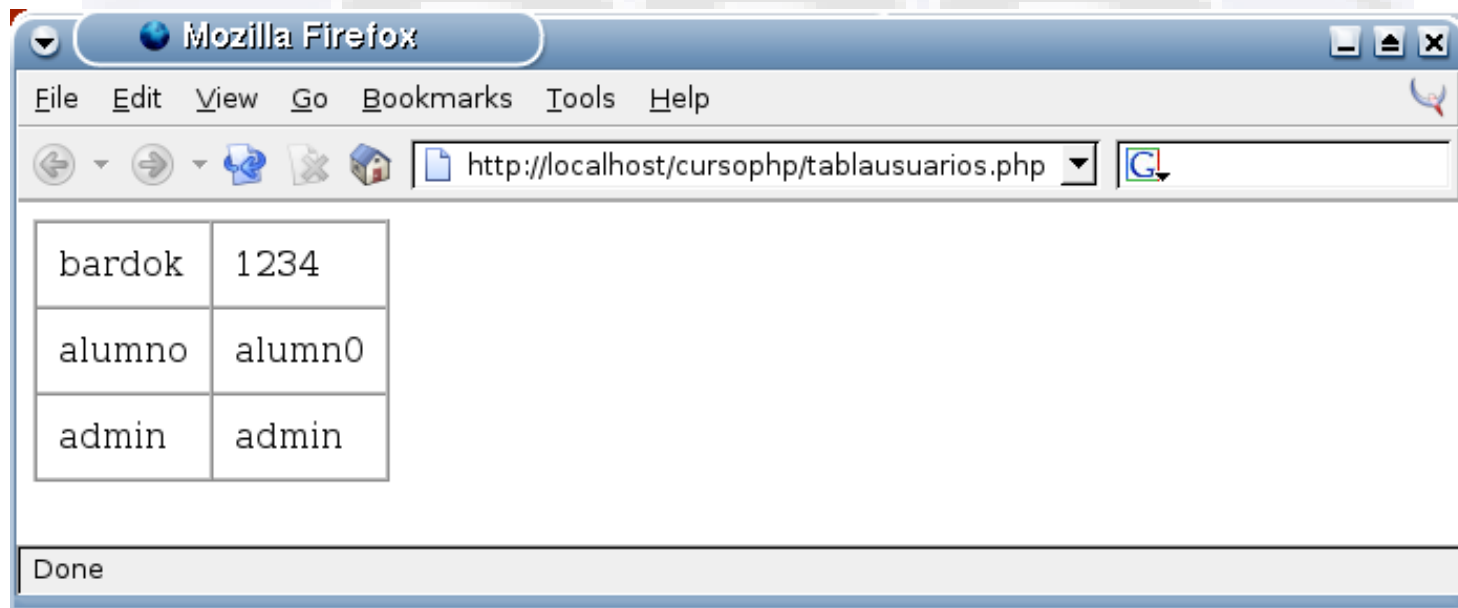 Mozilla Firefox
File Edit View Go Bookmarks Tools Help
http://localhost/cursophp/tablausuarios.php G
bardok 1234
alumno alumn0
admin admin
Done